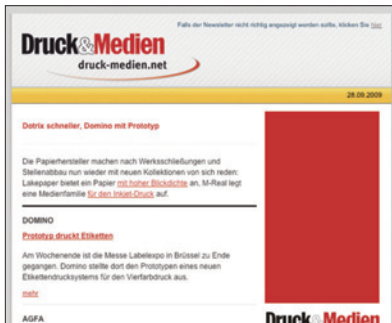 Falls der Newsletter nicht richtig angezeigt werden sollte, klicken Sie hier
Druck&Medien
druck-medien.net
28.09.2009
Dotrix schneller, Domino mit Prototyp
Die Papierhersteller machen nach Werksschließungen und
Stellenabbau nun wieder mit neuen Kollektionen von sich reden:
Lakepaper bietet ein Papier mit hoher Blickdichte an, M-Real legt
eine Medienfamilie für den Inkjet-Druck auf.
DOMINO
Prototyp druckt Etiketten
Am Wochenende ist die Messe Labelexpo in Brüssel zu Ende
gegangen. Domino stellte dort den Prototypen eines neuen
Etikettendrucksystems für den Vierfarbdruck aus.
mehr
AGFA
Druck&Medien